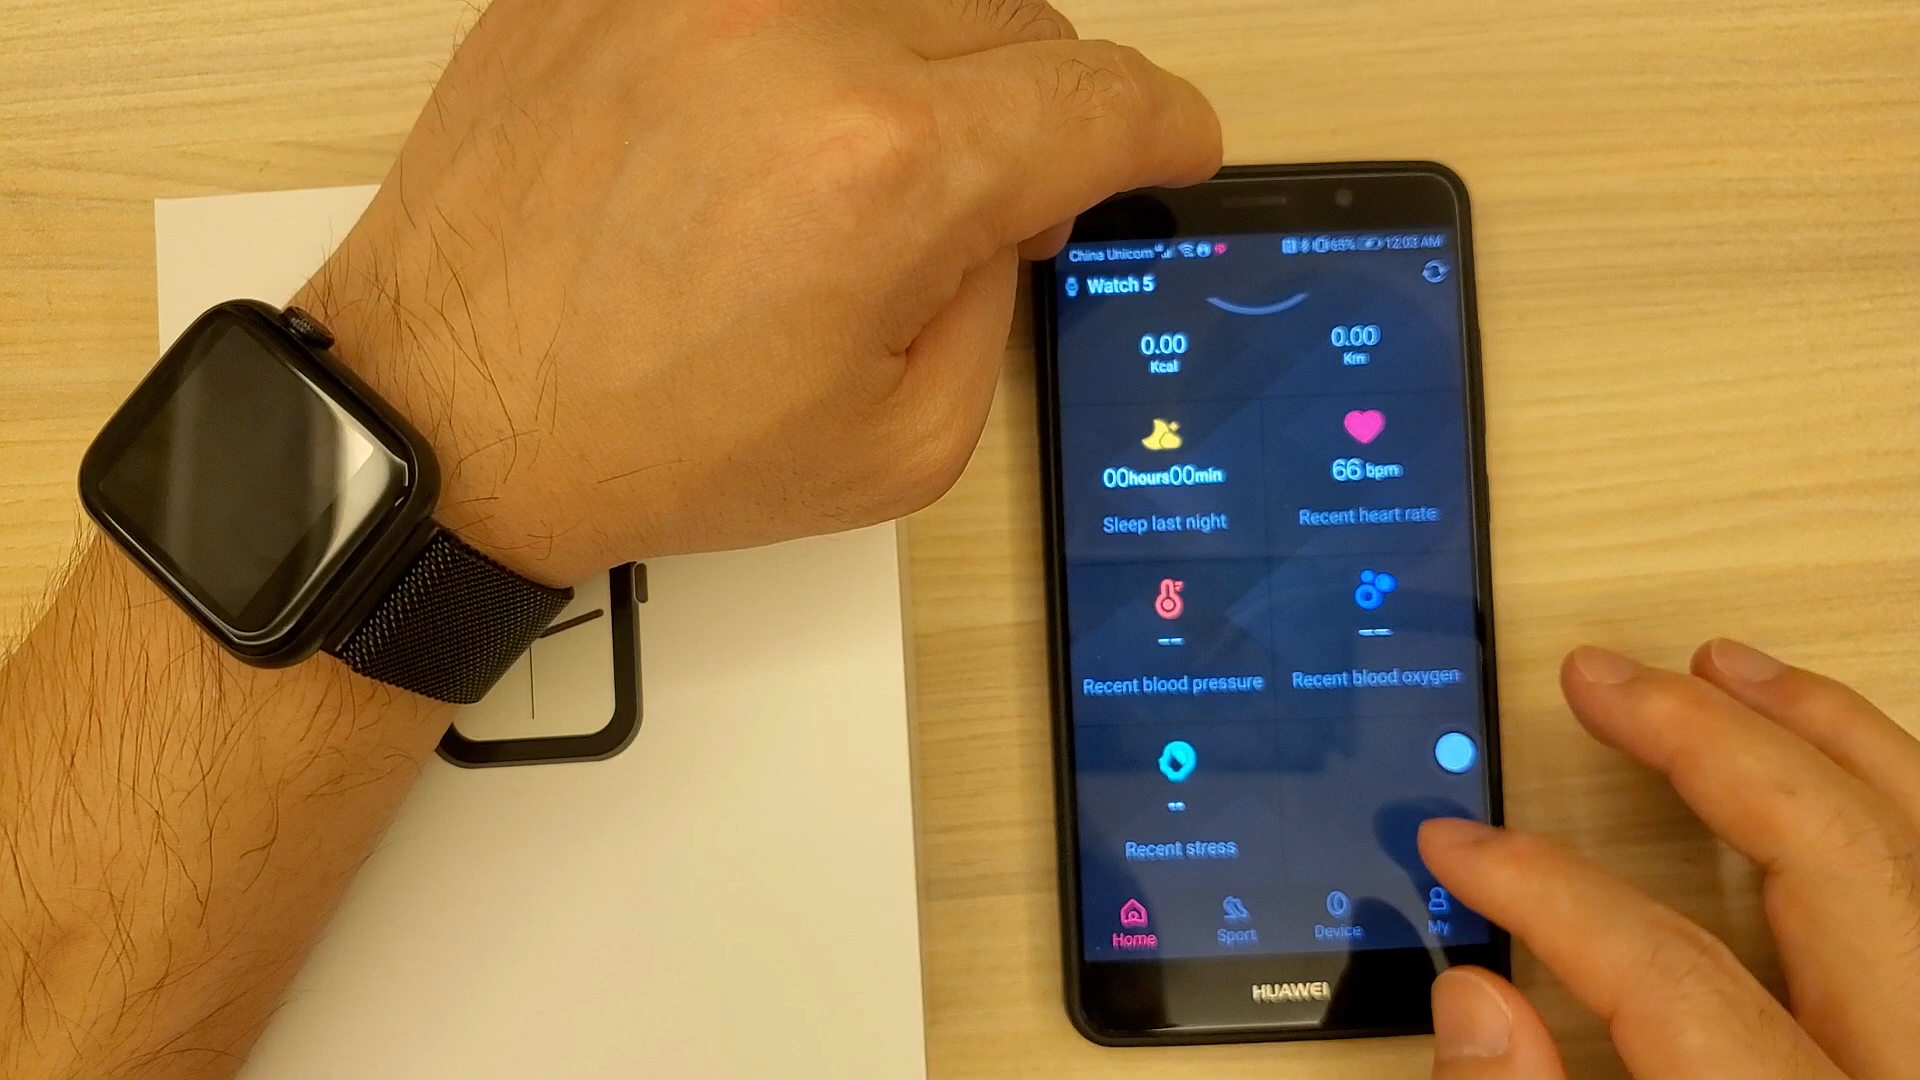 China Unicom 65% 12:03 AM
Watch 5
0.00 0.00
Kcal Km
00hours00min 66 bpm
Sleep last night Recent heart rate
-- --
Recent blood pressure Recent blood oxygen
--
Recent stress
Home Sport Device My
HUAWEI